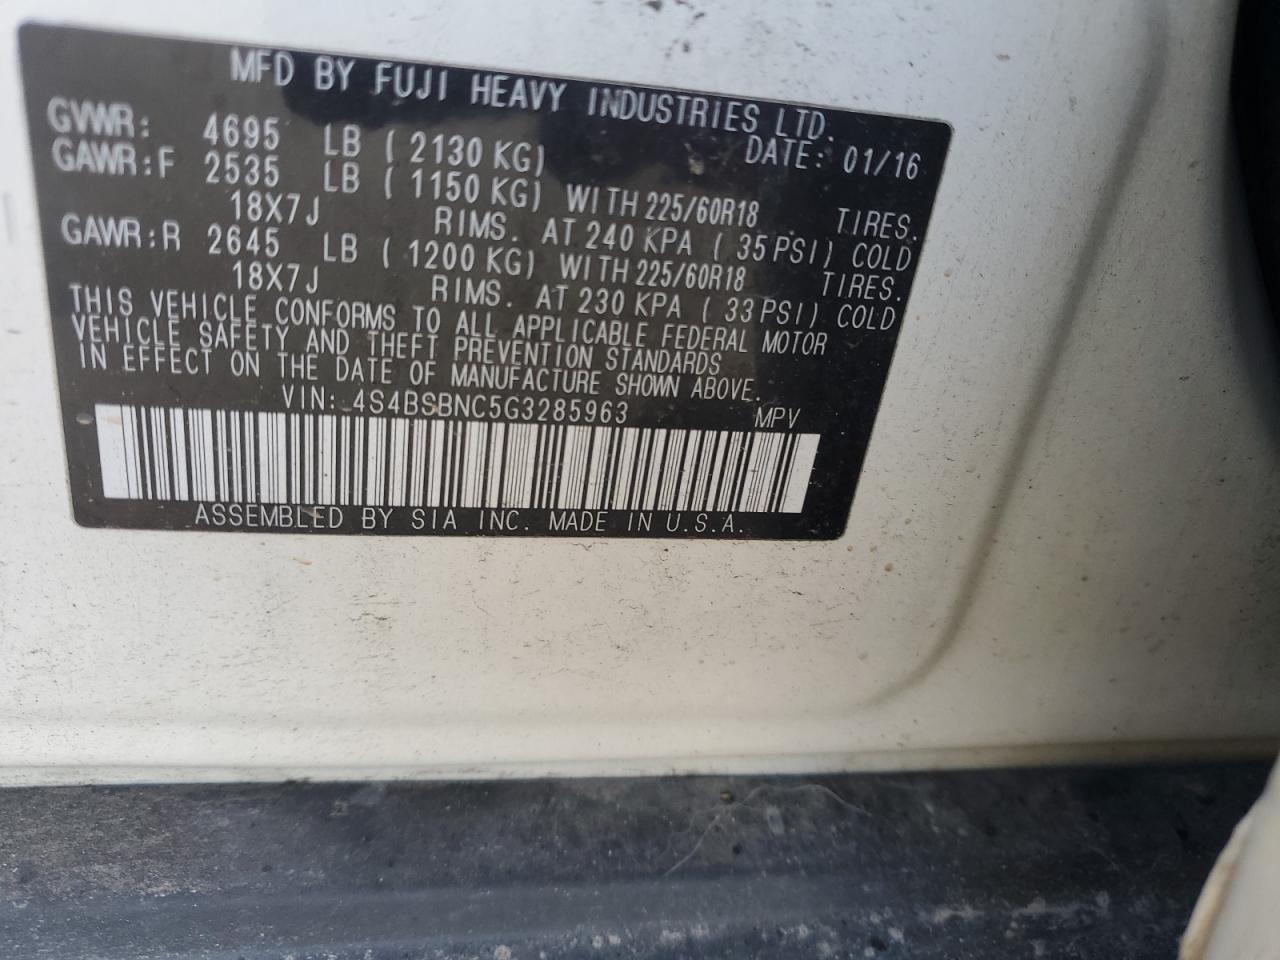 MFD BY FUJI HEAVY INDUSTRIES LTD.
GVWR: 4695 LB ( 2130 KG) DATE: 01/16
GAWR:F 2535 LB ( 1150 KG) WITH 225/60R18 TIRES.
18X7J RIMS. AT 240 KPA ( 35 PSI) COLD
GAWR:R 2645 LB ( 1200 KG) WITH 225/60R18 TIRES.
18X7J RIMS. AT 230 KPA ( 33 PSI) COLD
THIS VEHICLE CONFORMS TO ALL APPLICABLE FEDERAL MOTOR
VEHICLE SAFETY AND THEFT PREVENTION STANDARDS
IN EFFECT ON THE DATE OF MANUFACTURE SHOWN ABOVE.
VIN: 4S4BSBNC5G3285963 MPV
ASSEMBLED BY SIA INC. MADE IN U.S.A.